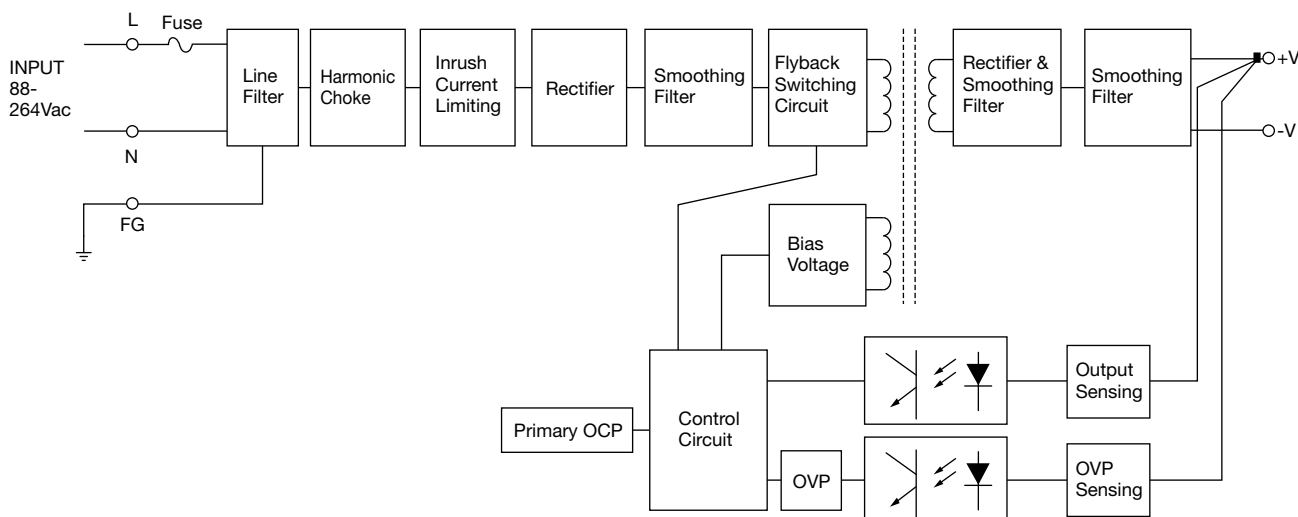 L
Fuse
INPUT
88-
264Vac
N
FG
Line
Filter
Harmonic
Choke
Inrush
Current
Limiting
Rectifier
Smoothing
Filter
Flyback
Switching
Circuit
Rectifier &
Smoothing
Filter
Smoothing
Filter
+V
-V
Bias
Voltage
Primary OCP
Control
Circuit
Output
Sensing
OVP
OVP
Sensing